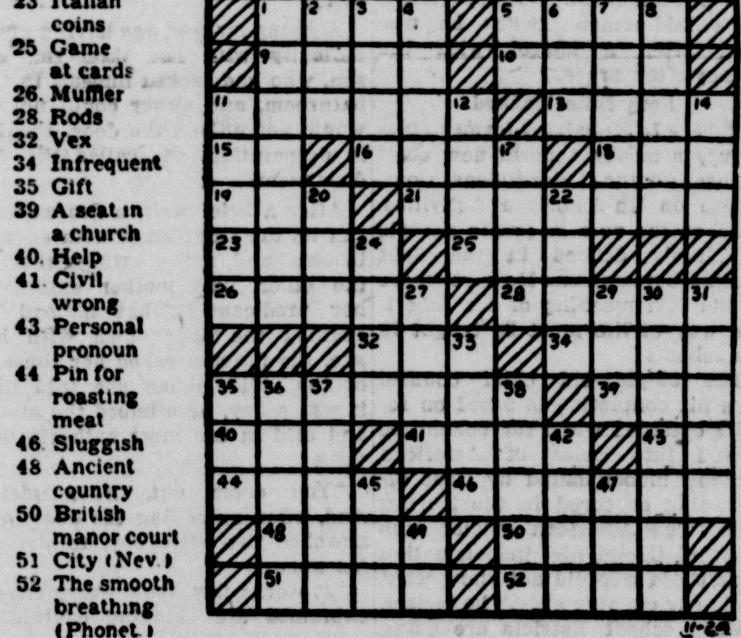 23 Italian
coins
25 Game
at cards
26. Muffler
28. Rods
32 Vex
34 Infrequent
35 Gift
39 A seat in
a church
40. Help
41. Civil
wrong
43. Personal
pronoun
44 Pin for
roasting
meat
46. Sluggish
48 Ancient
country
50 British
manor court
51 City (Nev.)
52 The smooth
breathing
(Phonet.)
1 2 3 4 5 6 7 8
9 10
11 12 13 14
15 16 17 18
19 20 21 22
23 24 25
26 27 28 29 30 31
32 33 34
35 36 37 38 39
40 41 42 43
44 45 46 47
48 49 50
51 52
11-29